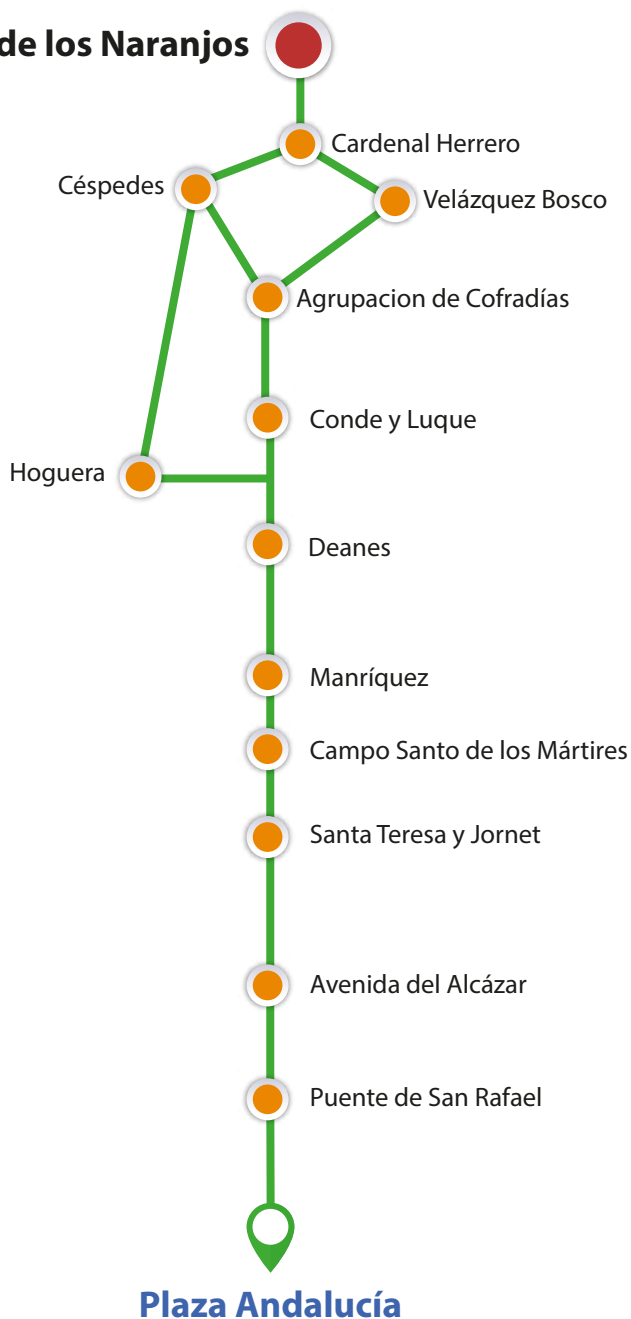 de los Naranjos
Cardenal Herrero
Céspedes
Velázquez Bosco
Agrupacion de Cofradías
Conde y Luque
Hoguera
Deanes
Manríquez
Campo Santo de los Mártires
Santa Teresa y Jornet
Avenida del Alcázar
Puente de San Rafael
Plaza Andalucía